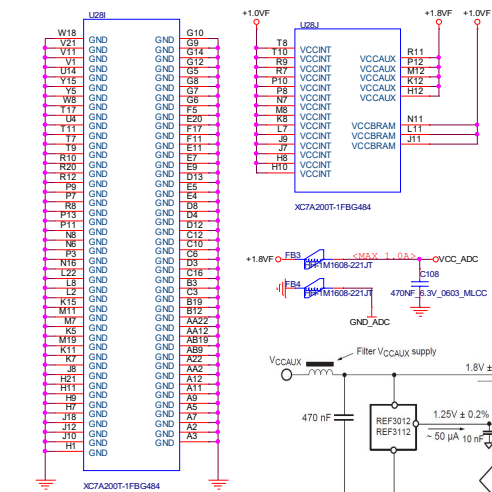 U28I
W18 GND GND G10
V21 GND GND G9
V11 GND GND G14
V1 GND GND G12
U14 GND GND G5
Y15 GND GND G8
Y5 GND GND G7
W8 GND GND G6
T17 GND GND F5
U4 GND GND E20
T11 GND GND F17
T7 GND GND F11
T9 GND GND E11
R10 GND GND E7
R20 GND GND E9
R12 GND GND D13
P9 GND GND E5
P7 GND GND E4
R8 GND GND D8
P13 GND GND D4
P11 GND GND D12
N8 GND GND C12
N6 GND GND C10
P3 GND GND C6
N16 GND GND D3
L22 GND GND C16
L8 GND GND B3
L2 GND GND C3
K15 GND GND B19
M11 GND GND B12
M7 GND GND AA22
K5 GND GND AA12
M19 GND GND AB19
K11 GND GND AB9
K7 GND GND A22
J8 GND GND AA2
H21 GND GND A12
H11 GND GND A11
H9 GND GND A9
H7 GND GND A5
J18 GND GND A7
J12 GND GND A2
J10 GND GND A3
H1 GND
XC7A200T-1FBG484
+1.0VF
U28J
+1.8VF
+1.0VF
T8 VCCINT
T10 VCCINT
R9 VCCINT
R7 VCCINT
P10 VCCINT
P8 VCCINT
N7 VCCINT
M8 VCCINT
K8 VCCINT
L7 VCCINT
J9 VCCINT
J7 VCCINT
H8 VCCINT
H10 VCCINT
VCCAUX R11
VCCAUX P12
VCCAUX M12
VCCAUX K12
VCCAUX H12
VCCBRAM N11
VCCBRAM L11
VCCBRAM J11
XC7A200T-1FBG484
+1.8VF
FB3
<MAX 1.0A>
VCC_ADC
HH-1M1608-221JT
C108
FB4
HH-1M1608-221JT
470NF_6.3V_0603_MLCC
GND_ADC
VCCAUX
Filter VCCAUX supply
1.8V ±
470 nF
REF3012
REF3112
1.25V ± 0.2%
~ 50 µA
10 nF